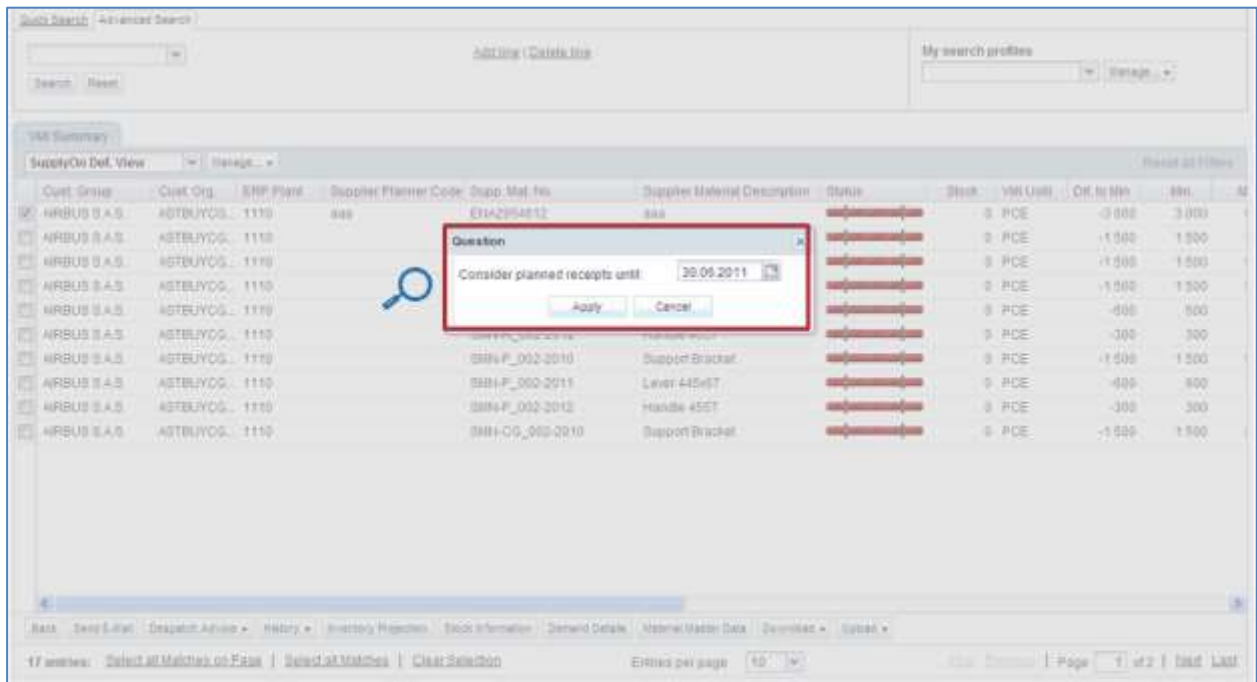 Quick Search Advanced Search
Add line | Delete line
My search profiles
Manage...
Search Reset
VMI Summary
SupplyOn Def. View Manage...
Reset all Filters
Cust. Group Cust. Org. ERP Plant Supplier Planner Code Supp. Mat. No. Supplier Material Description Status Stock VMI Unit Dif. to Min Min.
AIRBUS S.A.S. ASTBUYCG... 1110 aaa aaa 0 PCE -3 000 3 000
AIRBUS S.A.S. ASTBUYCG... 1110 0 PCE -1 500 1 500
AIRBUS S.A.S. ASTBUYCG... 1110 0 PCE -1 500 1 500
AIRBUS S.A.S. ASTBUYCG... 1110 0 PCE -1 500 1 500
AIRBUS S.A.S. ASTBUYCG... 1110 0 PCE -600 600
AIRBUS S.A.S. ASTBUYCG... 1110 0 PCE -300 300
AIRBUS S.A.S. ASTBUYCG... 1110 SMN-P_002-2010 Support Bracket 0 PCE -1 500 1 500
AIRBUS S.A.S. ASTBUYCG... 1110 SMN-P_002-2011 Lever 445x67 0 PCE -600 600
AIRBUS S.A.S. ASTBUYCG... 1110 SMN-P_002-2012 Handle 4557 0 PCE -300 300
AIRBUS S.A.S. ASTBUYCG... 1110 SMN-CG_002-2010 Support Bracket 0 PCE -1 500 1 500
Question x
Consider planned receipts until: 30.06.2011
Apply Cancel
Back Send E-Mail Despatch Advice History Inventory Projection Stock Information Demand Details Material Master Data Download Upload
17 entries: Select all Matches on Page | Select all Matches | Clear Selection Entries per page 10 First Previous | Page 1 of 2 | Next Last